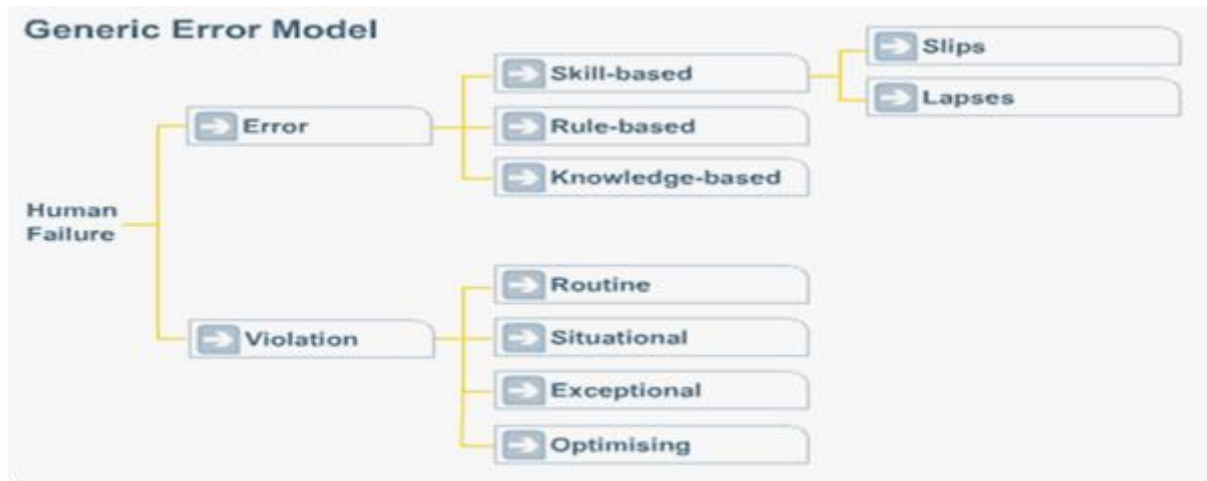 Generic Error Model
Slips
Skill-based
Lapses
Error
Rule-based
Knowledge-based
Human
Failure
Routine
Violation
Situational
Exceptional
Optimising